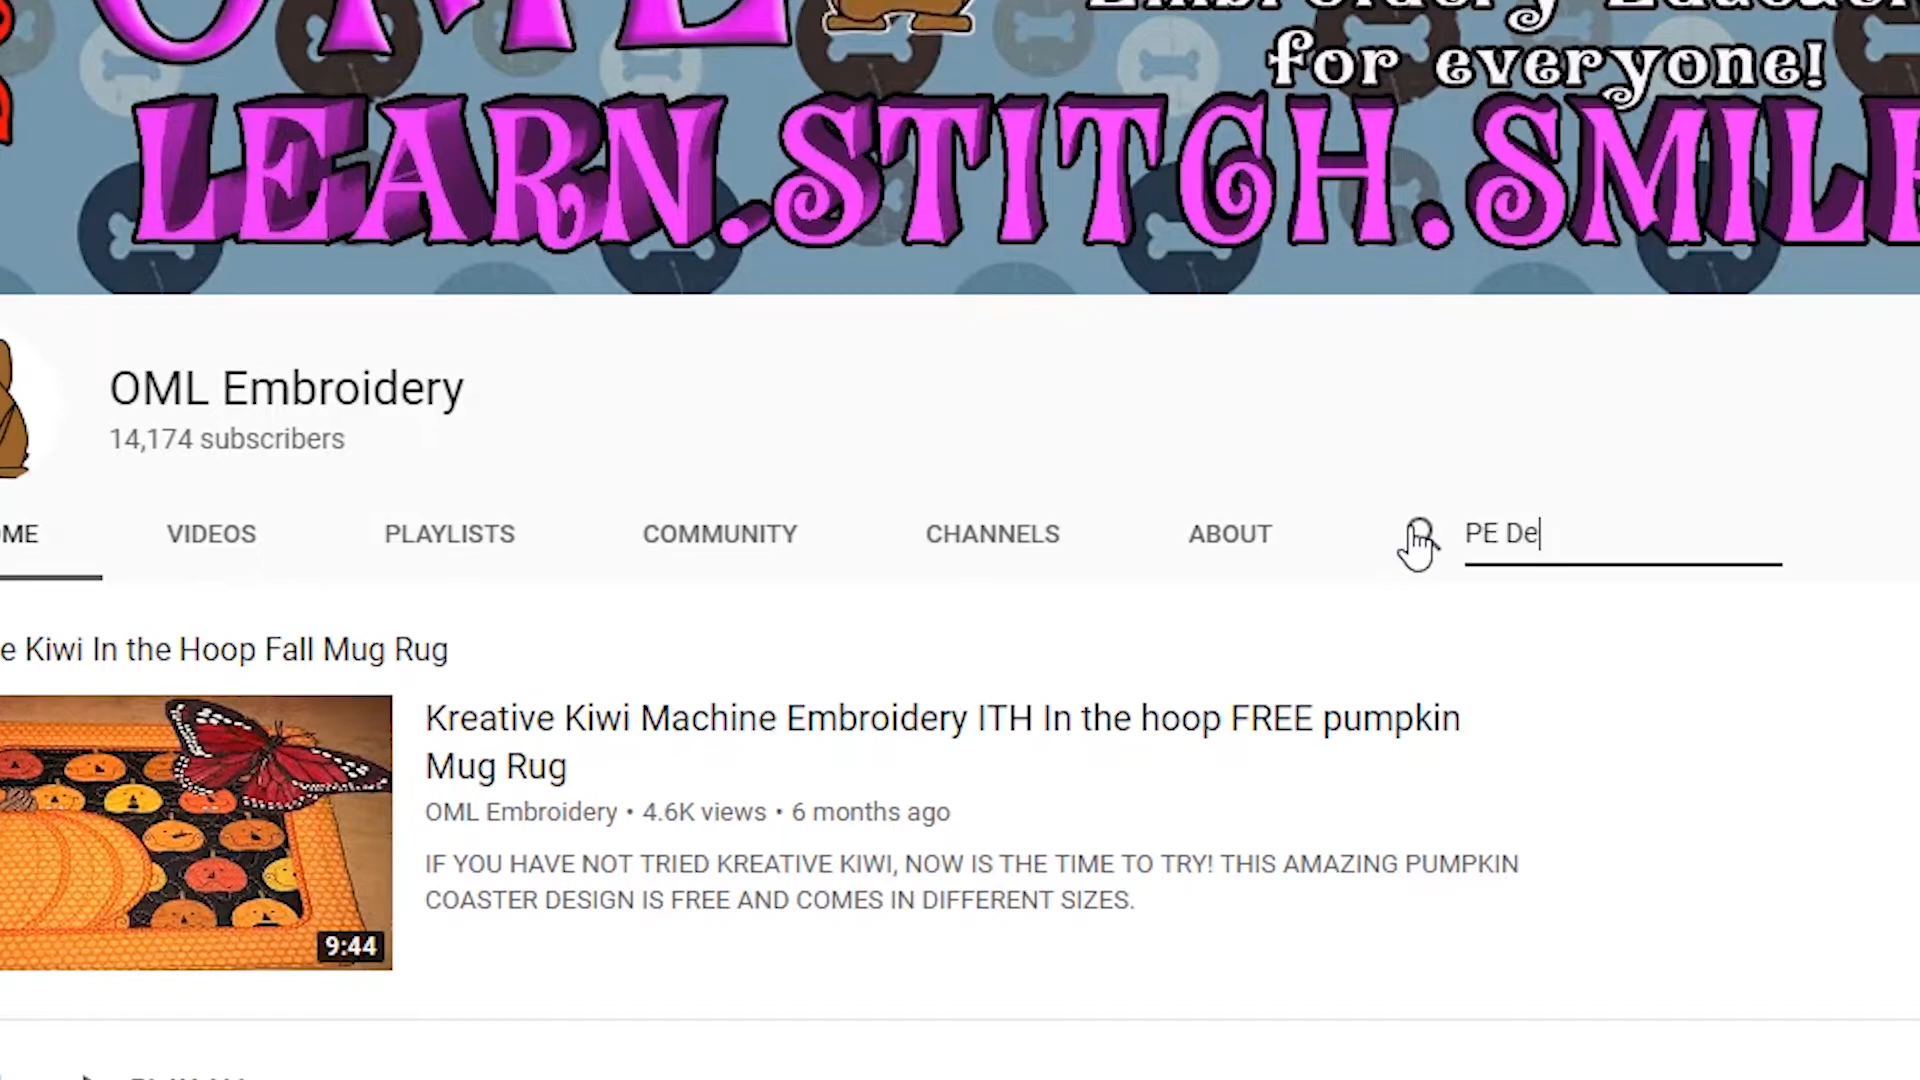 OML
Embroidery
for everyone!
LEARN.STITCH.SMILE
OML Embroidery
14,174 subscribers
OME
VIDEOS
PLAYLISTS
COMMUNITY
CHANNELS
ABOUT
PE De
e Kiwi In the Hoop Fall Mug Rug
Kreative Kiwi Machine Embroidery ITH In the hoop FREE pumpkin
Mug Rug
OML Embroidery • 4.6K views • 6 months ago
IF YOU HAVE NOT TRIED KREATIVE KIWI, NOW IS THE TIME TO TRY! THIS AMAZING PUMPKIN
COASTER DESIGN IS FREE AND COMES IN DIFFERENT SIZES.
9:44